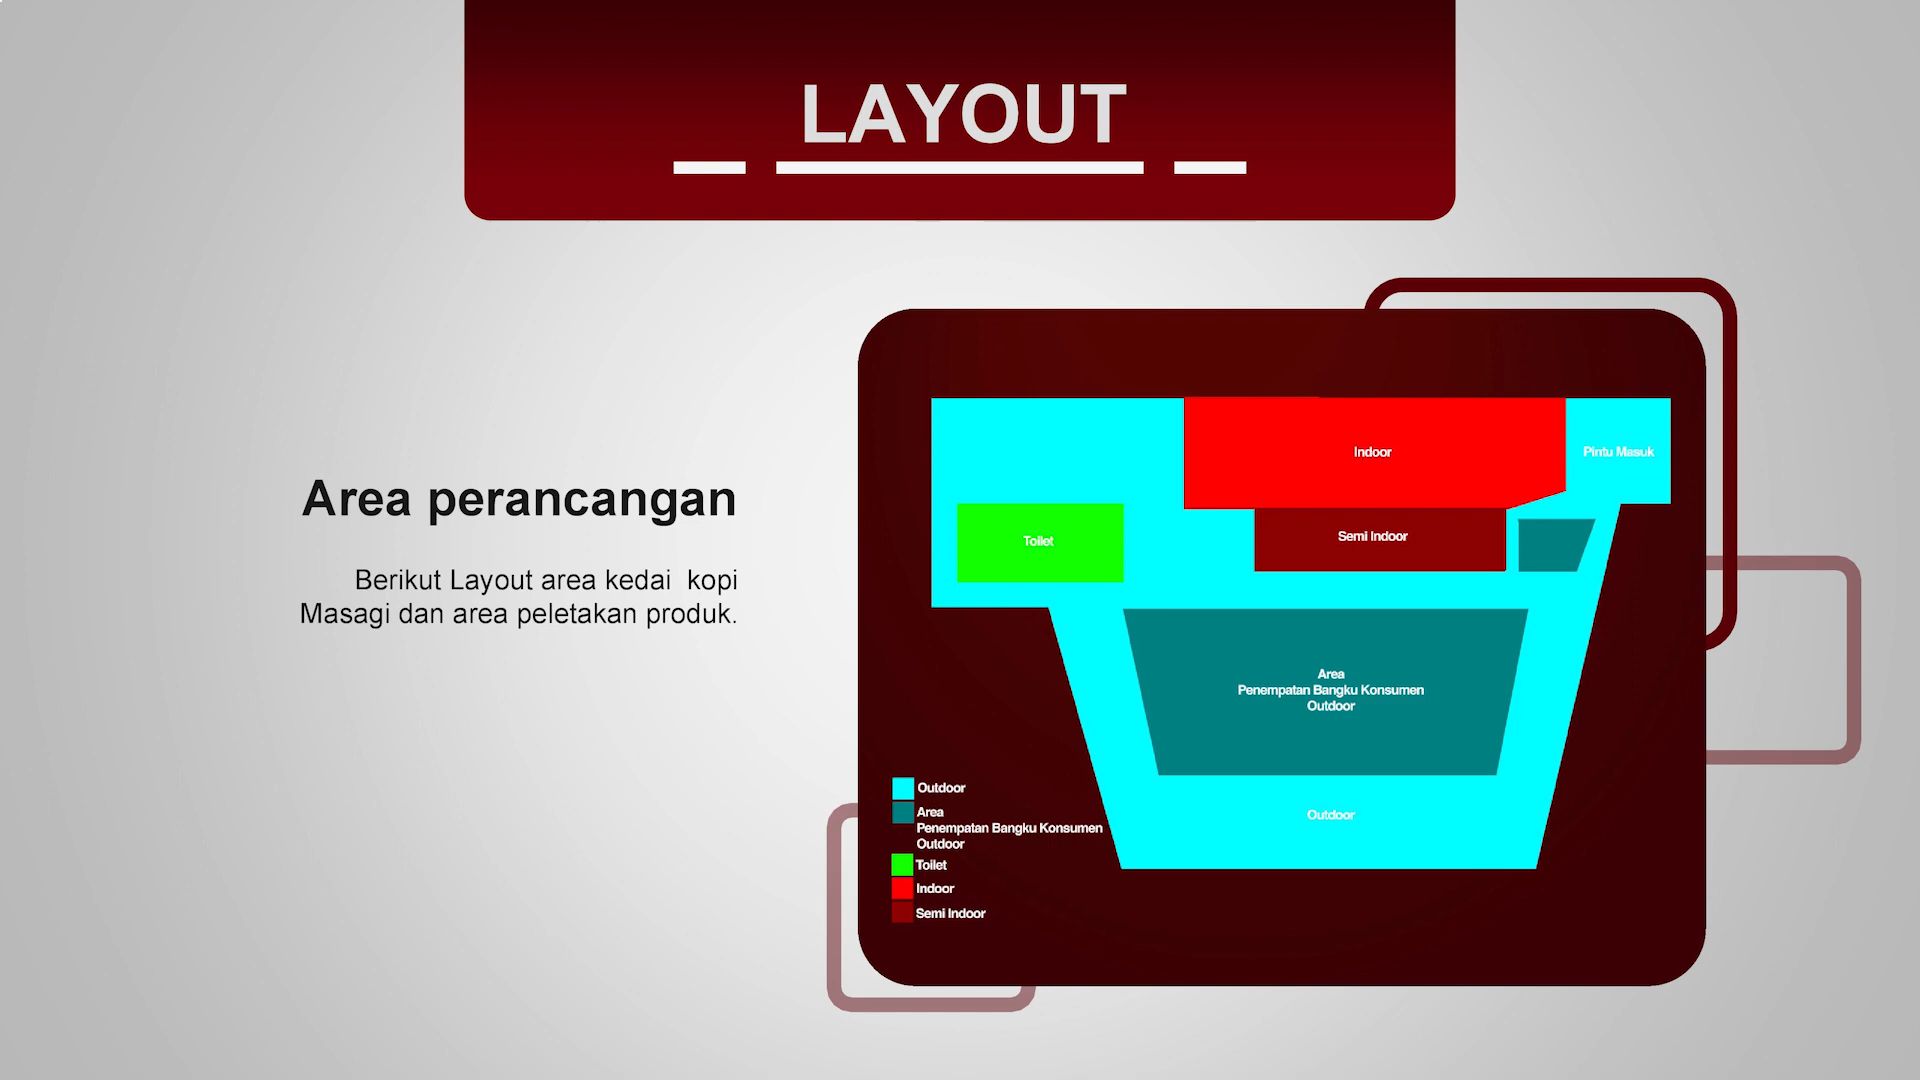 LAYOUT
Area perancangan
Berikut Layout area kedai  kopi
Masagi dan area peletakan produk.
Indoor
Pintu Masuk
Semi Indoor
Toilet
Area
Penempatan Bangku Konsumen
Outdoor
Outdoor
Outdoor
Area
Penempatan Bangku Konsumen
Outdoor
Toilet
Indoor
Semi Indoor